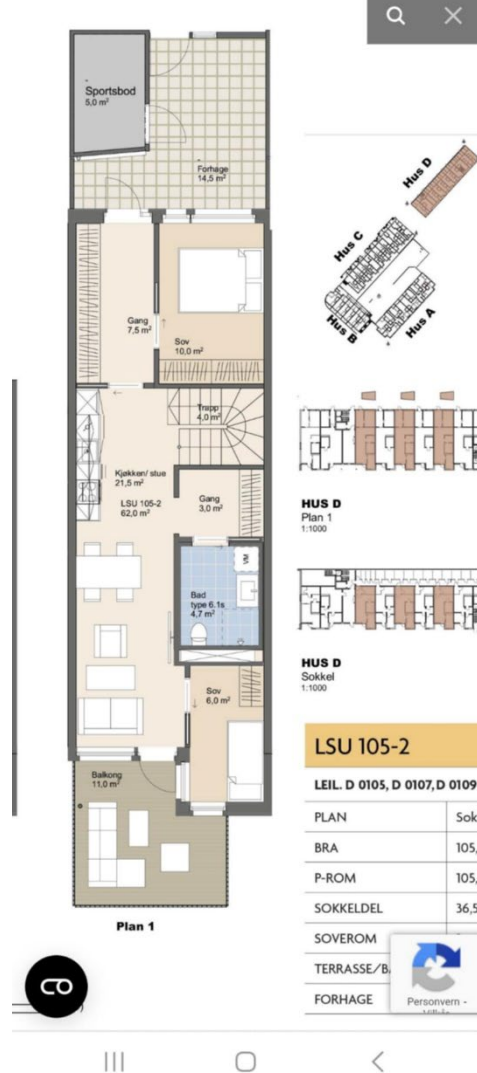 Sportsbod
5,0 m²
Forhage
14,5 m²
Gang
7,5 m²
Sov
10,0 m²
Trapp
4,0 m²
Kjøkken/ stue
21,5 m²
LSU 105-2
62,0 m²
Gang
3,0 m²
VM
Bad
type 6.1s
4,7 m²
Sov
6,0 m²
Balkong
11,0 m²
Plan 1
Hus D
Hus C
Hus B
Hus A
HUS D
Plan 1
1:1000
HUS D
Sokkel
1:1000
LSU 105-2
LEIL. D 0105, D 0107, D 0109
PLAN Sok
BRA 105,
P-ROM 105,
SOKKELDEL 36,5
SOVEROM
TERRASSE/B
FORHAGE
Personvern -